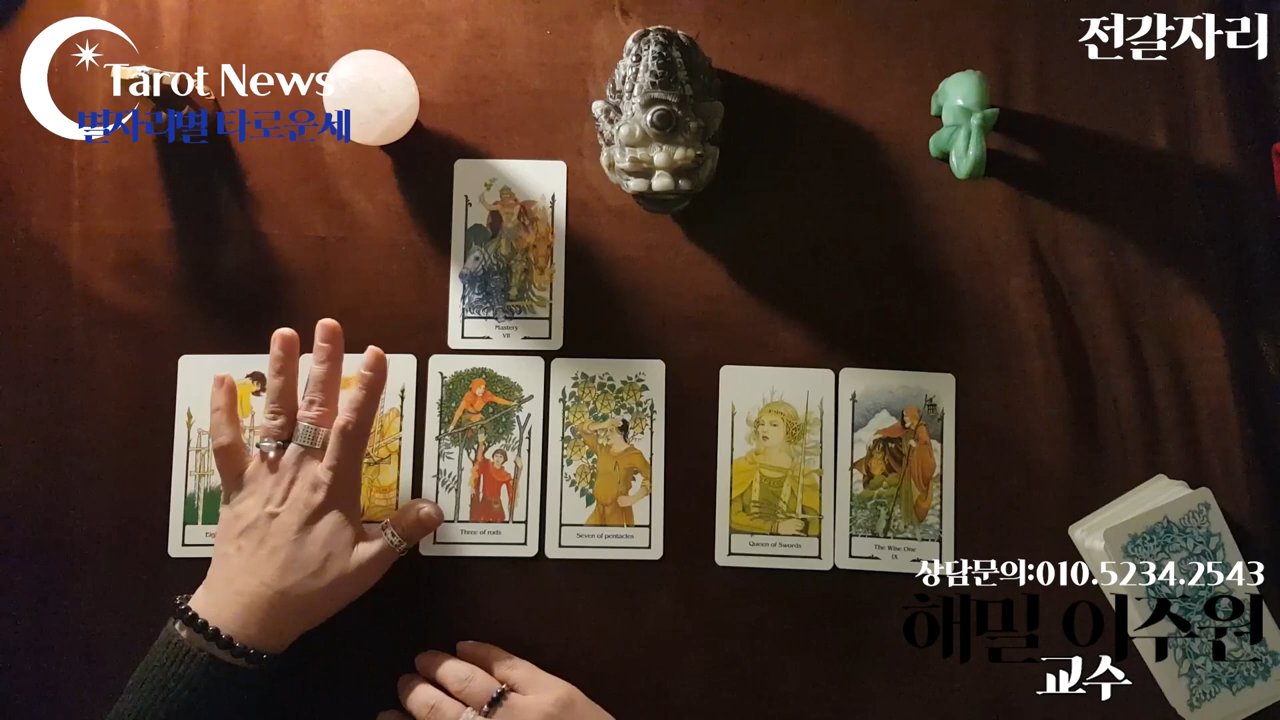 전갈자리
Tarot News
별자리별 타로운세
Mastery
VII
Three of rods
Seven of pentacles
Queen of Swords
The Wise One
IX
상담문의:010.5234.2543
해밀 이주원
교수